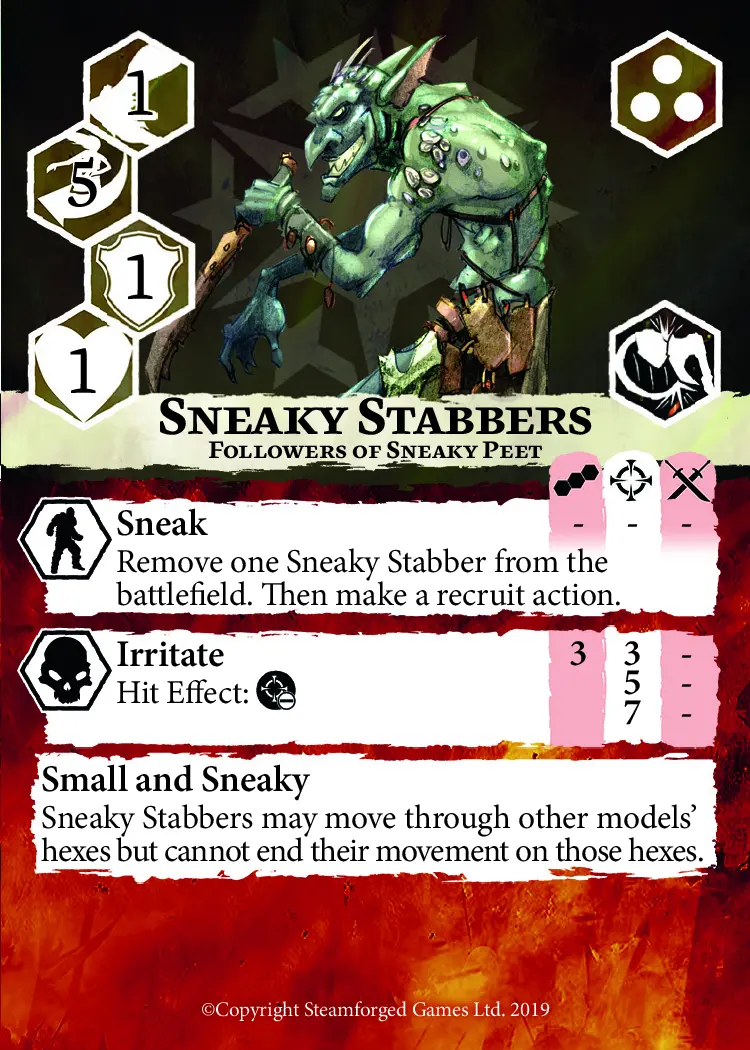 1
5
1
1
Sneaky Stabbers
Followers of Sneaky Peet
Sneak
- - -
Remove one Sneaky Stabber from the
battlefield. Then make a recruit action.
Irritate 3 3 -
Hit Effect: 5 -
7 -
Small and Sneaky
Sneaky Stabbers may move through other models’
hexes but cannot end their movement on those hexes.
©Copyright Steamforged Games Ltd. 2019